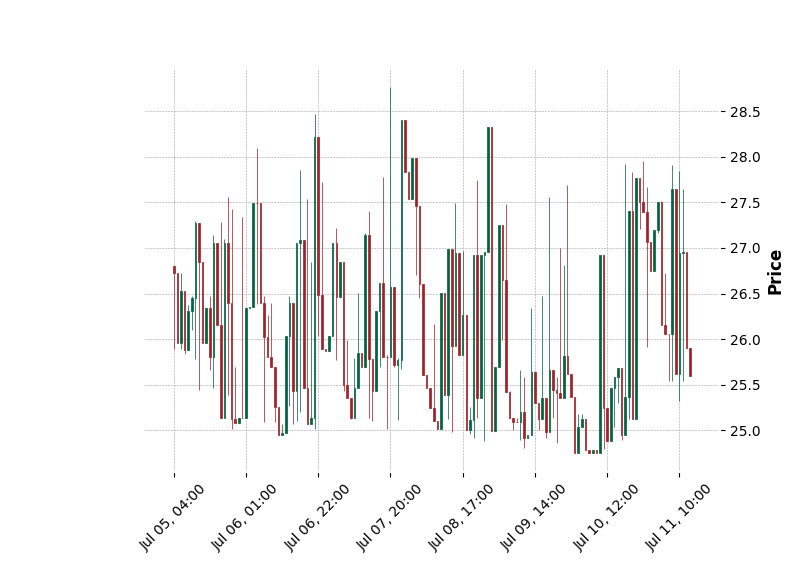 28.5
28.0
27.5
27.0
26.5
26.0
25.5
25.0
Price
Jul 05, 04:00
Jul 06, 01:00
Jul 06, 22:00
Jul 07, 20:00
Jul 08, 17:00
Jul 09, 14:00
Jul 10, 12:00
Jul 11, 10:00